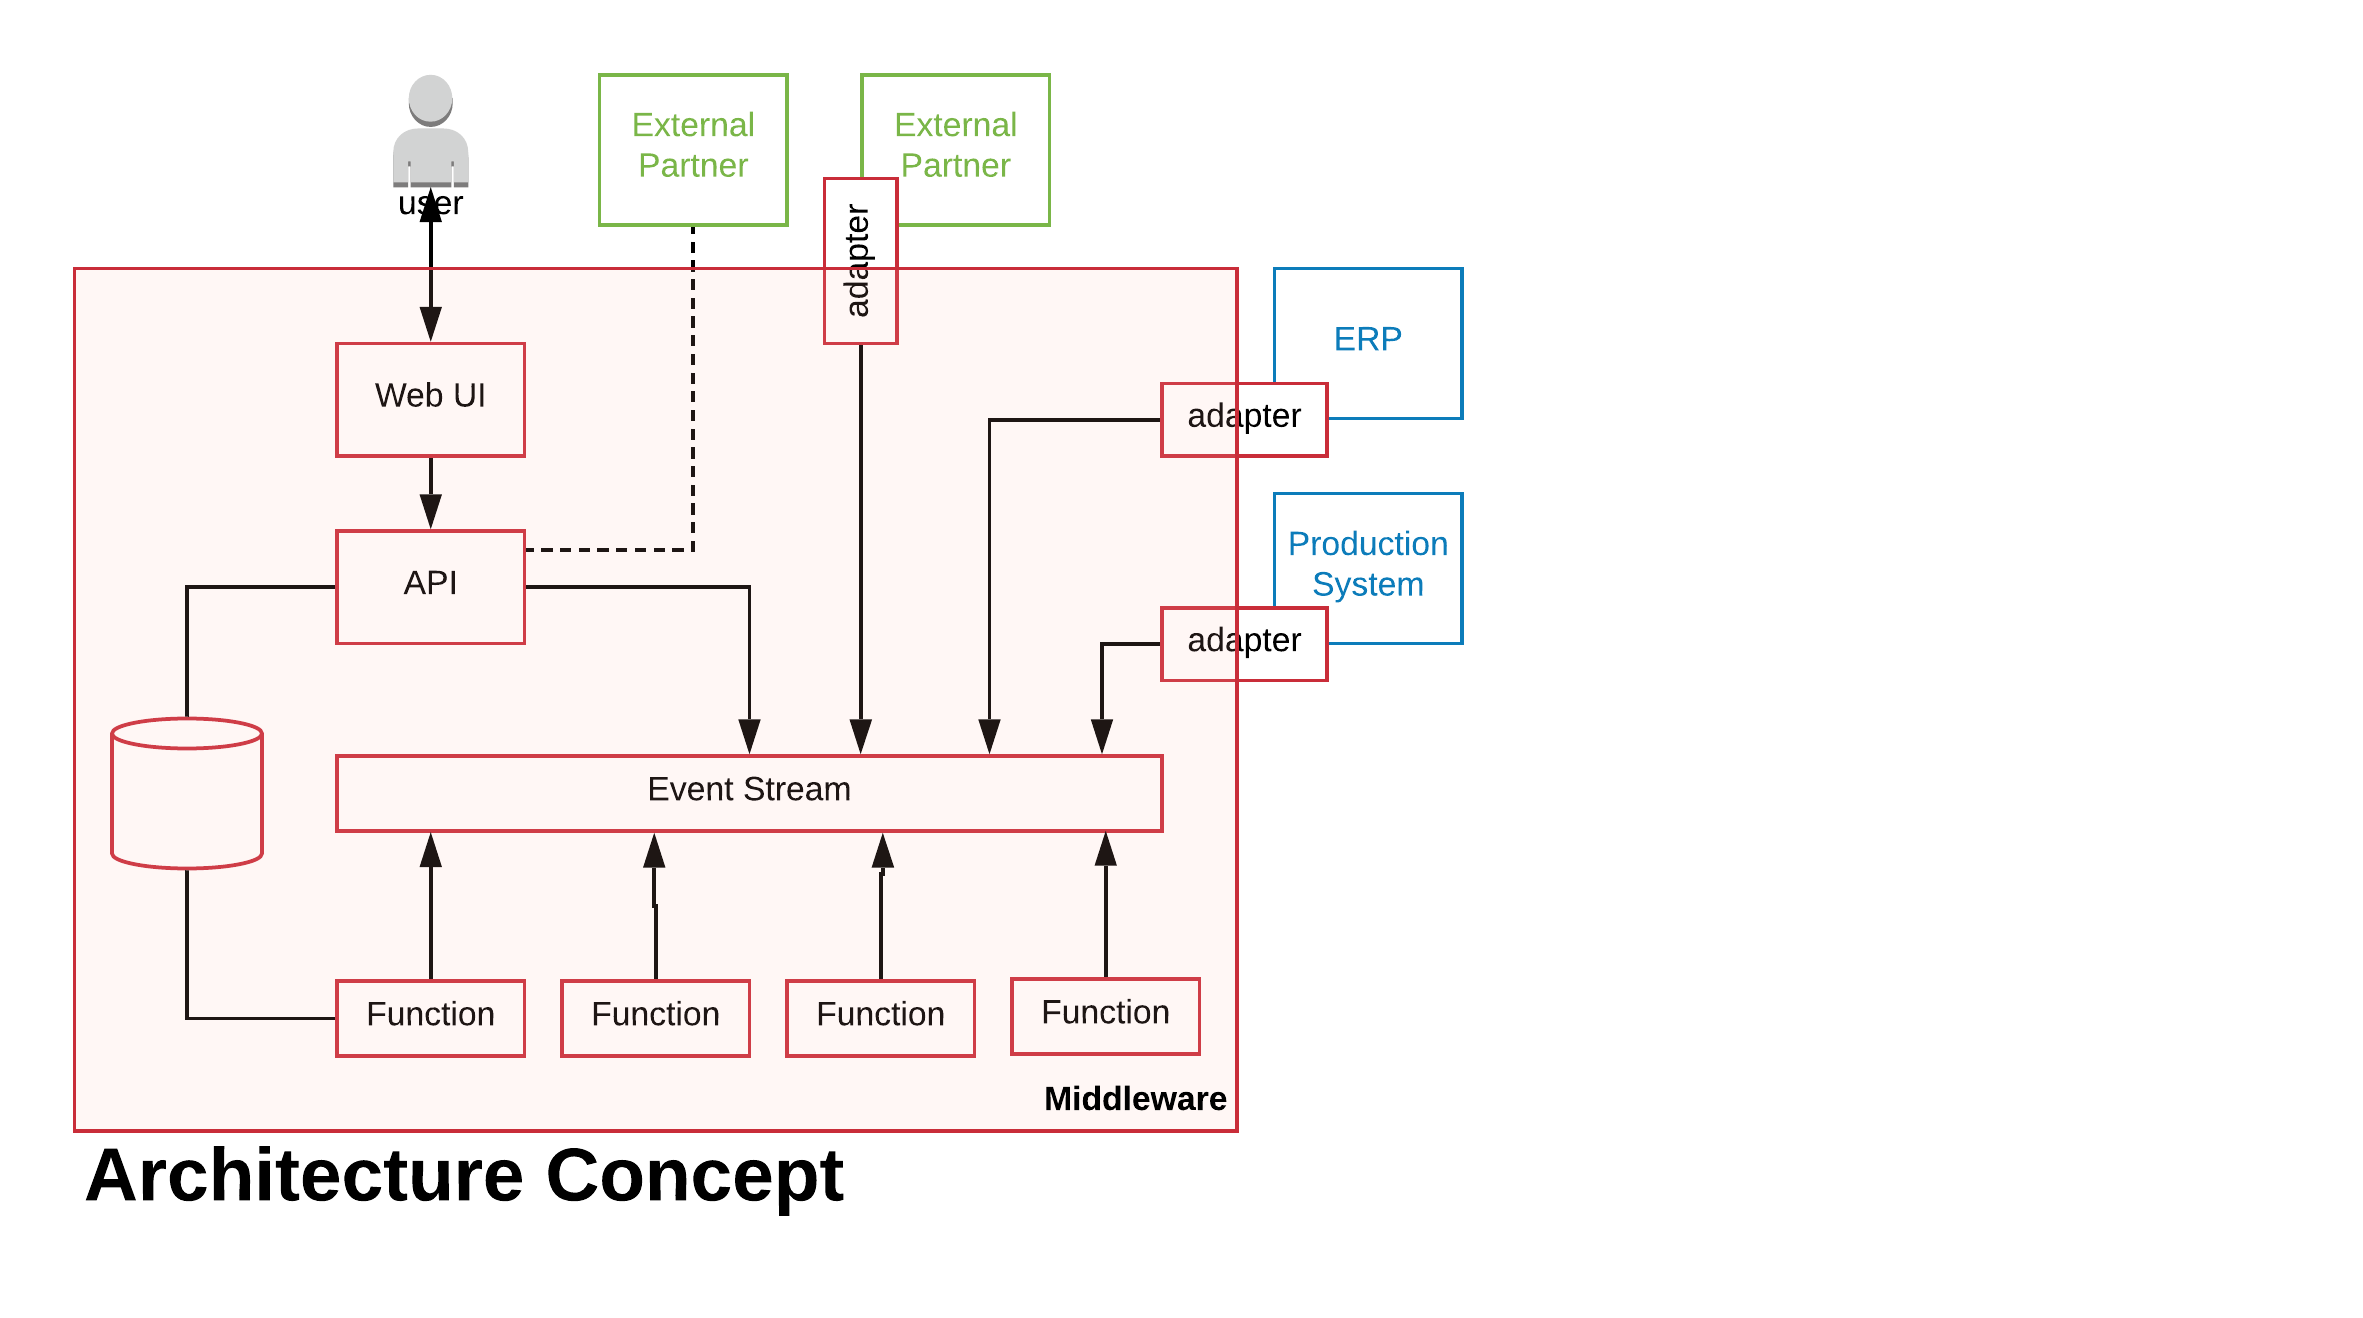 External
Partner
External
Partner
user
adapter
ERP
Web UI
adapter
Production
System
API
adapter
Event Stream
Function
Function
Function
Function
Middleware
Architecture Concept